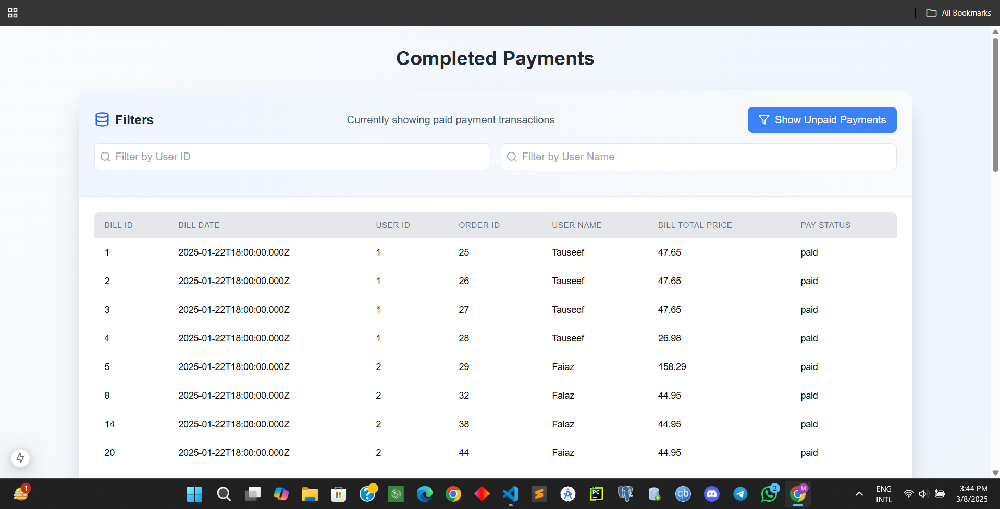 All Bookmarks
Completed Payments
Filters
Currently showing paid payment transactions
Show Unpaid Payments
Filter by User ID
Filter by User Name
BILL ID BILL DATE USER ID ORDER ID USER NAME BILL TOTAL PRICE PAY STATUS
1 2025-01-22T18:00:00.000Z 1 25 Tauseef 47.65 paid
2 2025-01-22T18:00:00.000Z 1 26 Tauseef 47.65 paid
3 2025-01-22T18:00:00.000Z 1 27 Tauseef 47.65 paid
4 2025-01-22T18:00:00.000Z 1 28 Tauseef 26.98 paid
5 2025-01-22T18:00:00.000Z 2 29 Faiaz 158.29 paid
8 2025-01-22T18:00:00.000Z 2 32 Faiaz 44.95 paid
14 2025-01-22T18:00:00.000Z 2 38 Faiaz 44.95 paid
20 2025-01-22T18:00:00.000Z 2 44 Faiaz 44.95 paid
1
?
PC
qb
2
M
ENG
INTL
3:44 PM
3/8/2025